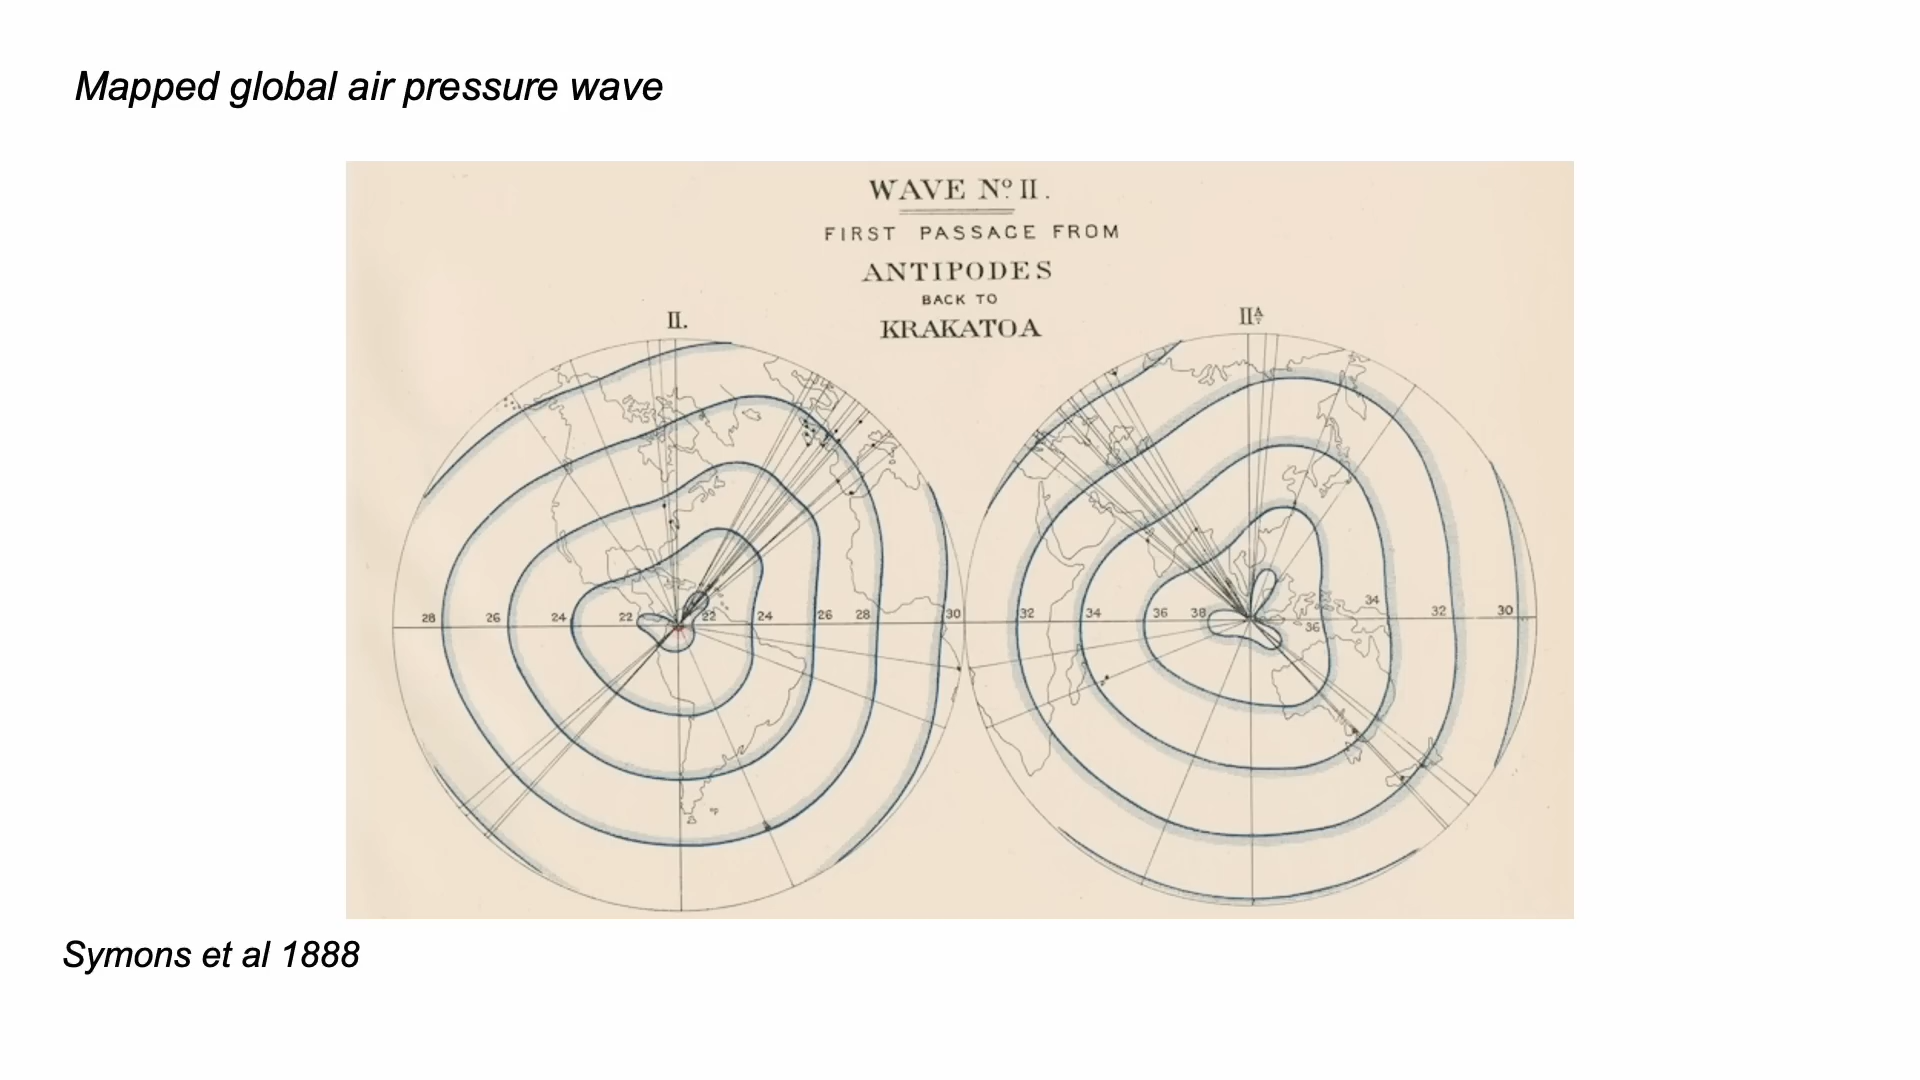 Mapped global air pressure wave
WAVE Nº II.
FIRST PASSAGE FROM
ANTIPODES
BACK TO
KRAKATOA
II.
IIA
28 26 24 22 22 24 26 28 30
32 34 36 38 36 34 32 30
Symons et al 1888